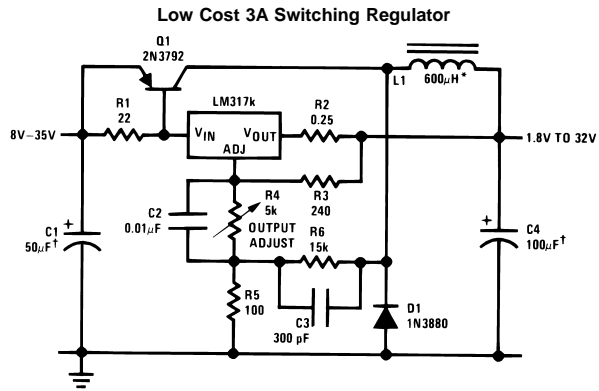 Low Cost 3A Switching Regulator
Q1
2N3792
L1
600μH*
R1
22
LM317k
R2
0.25
8V–35V
VIN
VOUT
ADJ
1.8V TO 32V
C2
0.01μF
R4
5k
R3
240
OUTPUT
ADJUST
R6
15k
C1
50μF†
+
+
C4
100μF†
R5
100
C3
300 pF
D1
1N3880